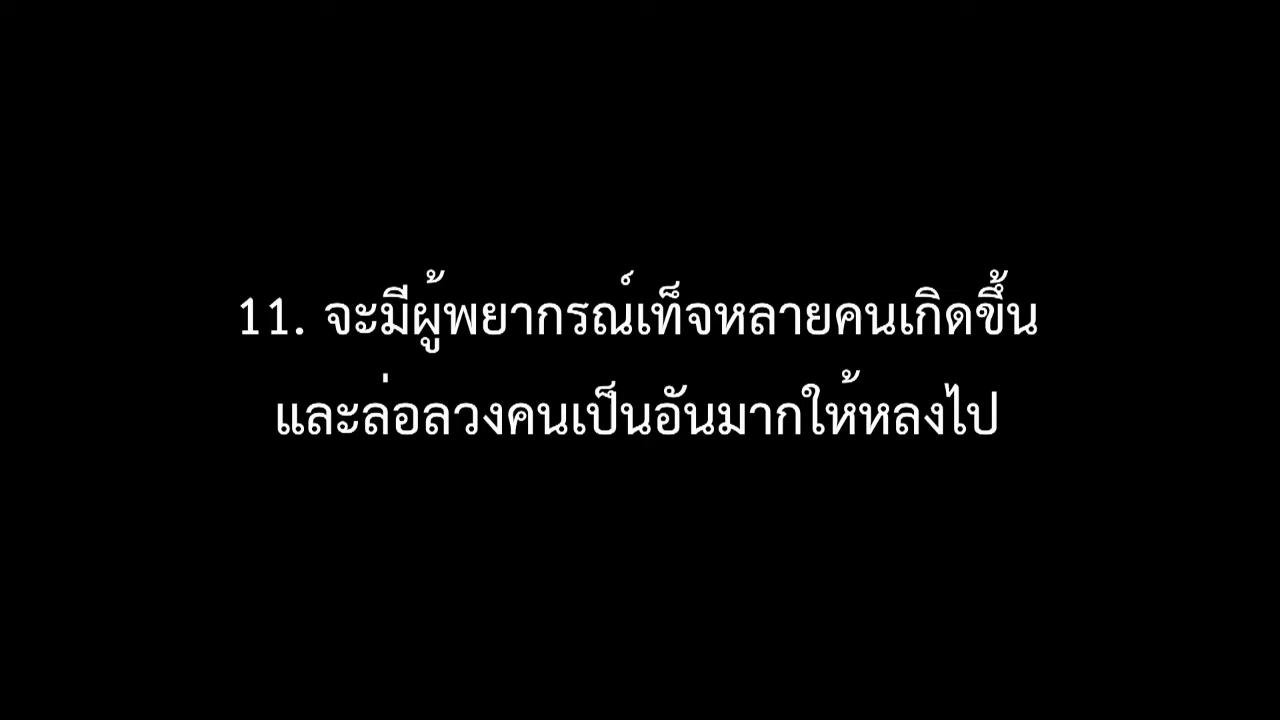 11. จะมีผู้พยากรณ์เท็จหลายคนเกิดขึ้น
และล่อลวงคนเป็นอันมากให้หลงไป